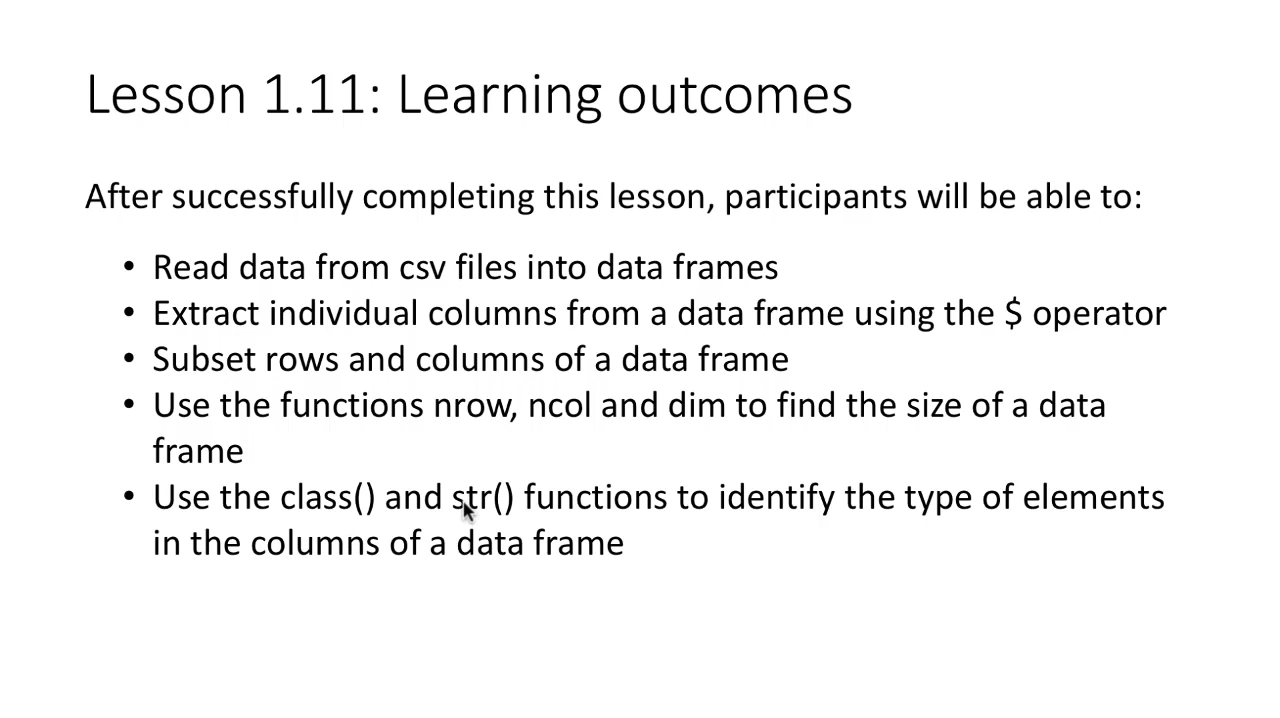 Lesson 1.11: Learning outcomes
After successfully completing this lesson, participants will be able to:
• Read data from csv files into data frames
• Extract individual columns from a data frame using the $ operator
• Subset rows and columns of a data frame
• Use the functions nrow, ncol and dim to find the size of a data
frame
• Use the class() and str() functions to identify the type of elements
in the columns of a data frame